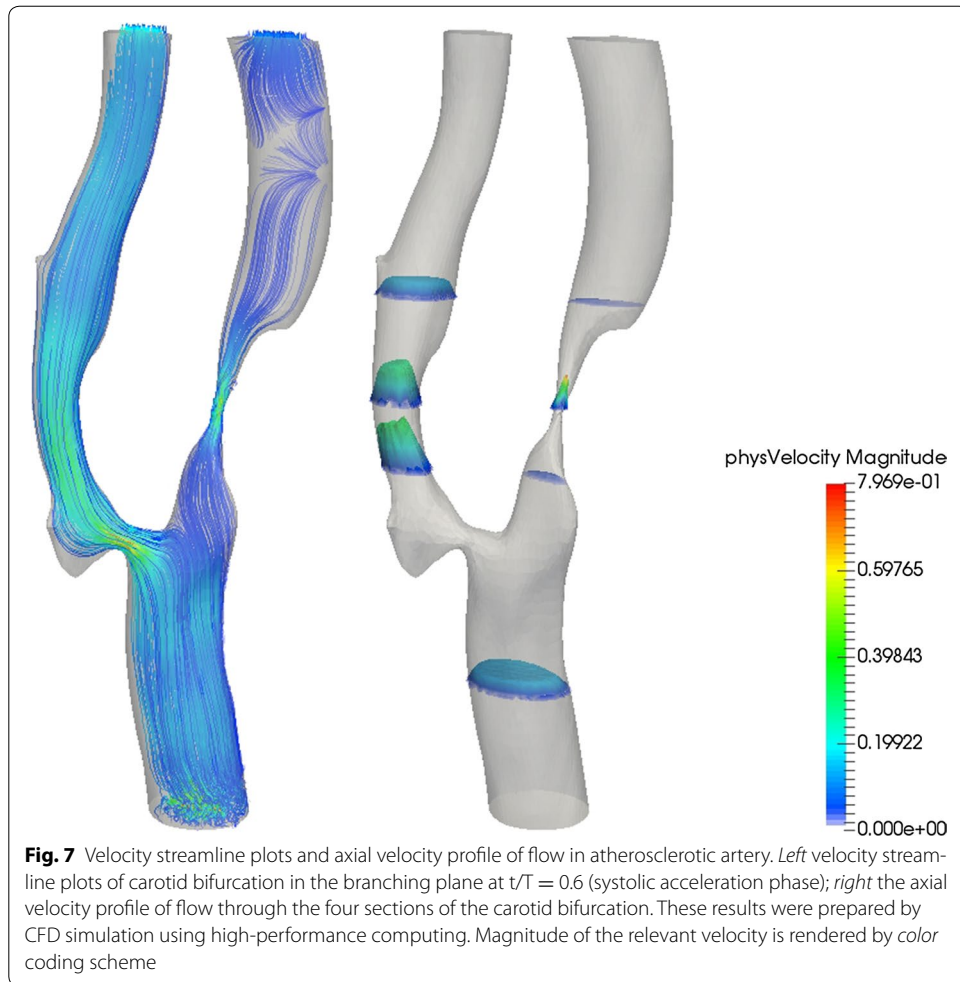 physVelocity Magnitude
7.969e-01
0.59765
0.39843
0.19922
0.000e+00
Fig. 7 Velocity streamline plots and axial velocity profile of flow in atherosclerotic artery. Left velocity stream-
line plots of carotid bifurcation in the branching plane at t/T = 0.6 (systolic acceleration phase); right the axial
velocity profile of flow through the four sections of the carotid bifurcation. These results were prepared by
CFD simulation using high-performance computing. Magnitude of the relevant velocity is rendered by color
coding scheme